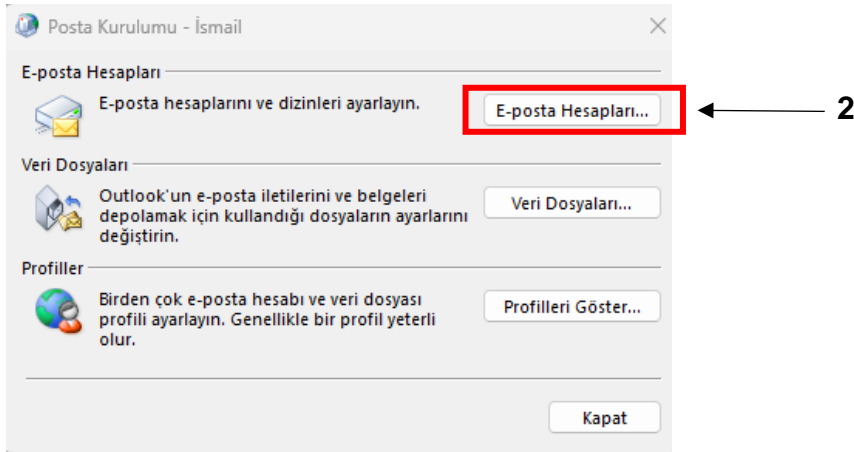 Posta Kurulumu - İsmail
E-posta Hesapları
E-posta hesaplarını ve dizinleri ayarlayın.
E-posta Hesapları...
2
Veri Dosyaları
Outlook'un e-posta iletilerini ve belgeleri
depolamak için kullandığı dosyaların ayarlarını
değiştirin.
Veri Dosyaları...
Profiller
Birden çok e-posta hesabı ve veri dosyası
profili ayarlayın. Genellikle bir profil yeterli
olur.
Profilleri Göster...
Kapat